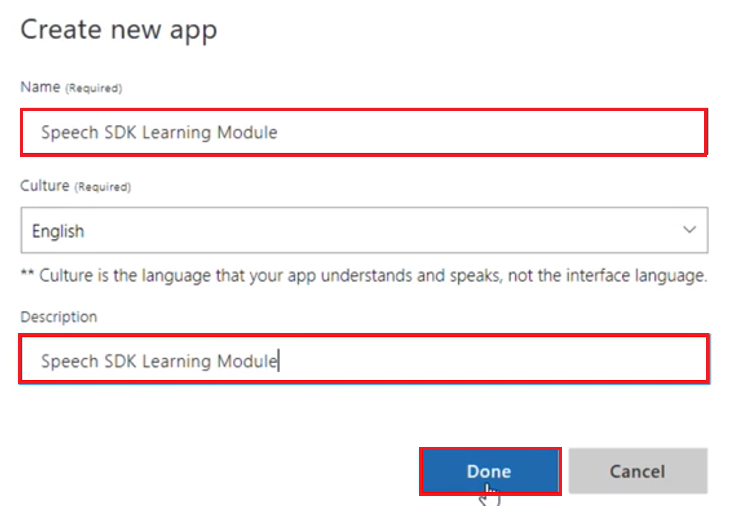 Create new app
Name (Required)
Speech SDK Learning Module
Culture (Required)
English
** Culture is the language that your app understands and speaks, not the interface language.
Description
Speech SDK Learning Module
Done Cancel